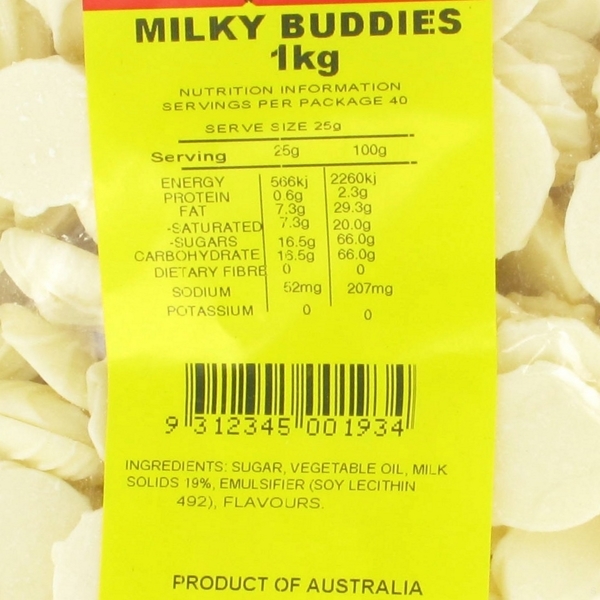 MILKY BUDDIES
1kg
NUTRITION INFORMATION
SERVINGS PER PACKAGE 40
SERVE SIZE 25g
Serving 25g 100g
ENERGY 566kj 2260kj
PROTEIN 0.6g 2.3g
FAT 7.3g 29.3g
-SATURATED 7.3g 20.0g
-SUGARS 16.5g 66.0g
CARBOHYDRATE 16.5g 66.0g
DIETARY FIBRE 0 0
SODIUM 52mg 207mg
POTASSIUM 0 0
9 312345 001934
INGREDIENTS: SUGAR, VEGETABLE OIL, MILK
SOLIDS 19%, EMULSIFIER (SOY LECITHIN
492), FLAVOURS.
PRODUCT OF AUSTRALIA